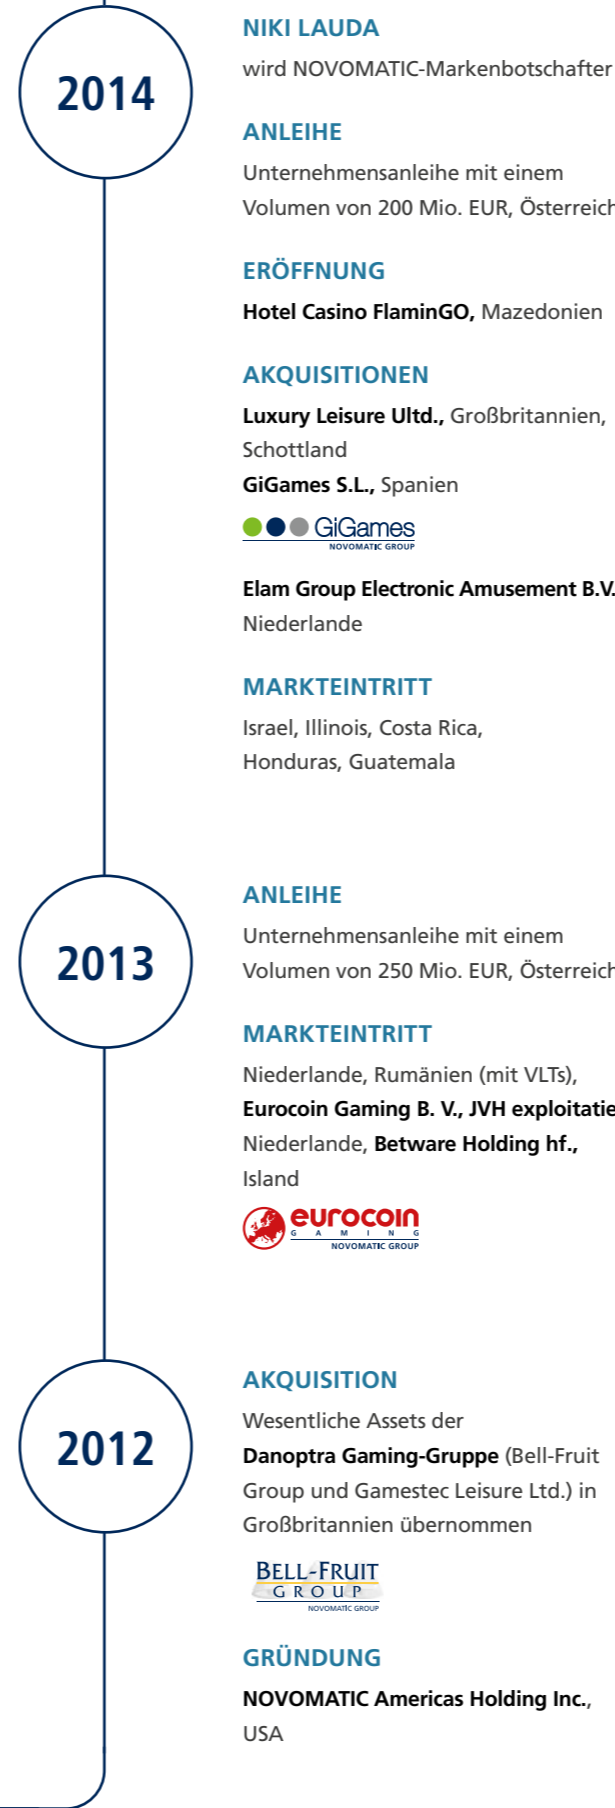 2014
NIKI LAUDA
wird NOVOMATIC-Markenbotschafter
ANLEIHE
Unternehmensanleihe mit einem
Volumen von 200 Mio. EUR, Österreich
ERÖFFNUNG
Hotel Casino FlaminGO, Mazedonien
AKQUISITIONEN
Luxury Leisure Ultd., Großbritannien,
Schottland
GiGames S.L., Spanien
GiGames
NOVOMATIC GROUP
Elam Group Electronic Amusement B.V.
Niederlande
MARKTEINTRITT
Israel, Illinois, Costa Rica,
Honduras, Guatemala
2013
ANLEIHE
Unternehmensanleihe mit einem
Volumen von 250 Mio. EUR, Österreich
MARKTEINTRITT
Niederlande, Rumänien (mit VLTs),
Eurocoin Gaming B. V., JVH exploitatie
Niederlande, Betware Holding hf.,
Island
eurocoin
GAMING
NOVOMATIC GROUP
2012
AKQUISITION
Wesentliche Assets der
Danoptra Gaming-Gruppe (Bell-Fruit
Group und Gamestec Leisure Ltd.) in
Großbritannien übernommen
BELL-FRUIT
GROUP
NOVOMATIC GROUP
GRÜNDUNG
NOVOMATIC Americas Holding Inc.,
USA